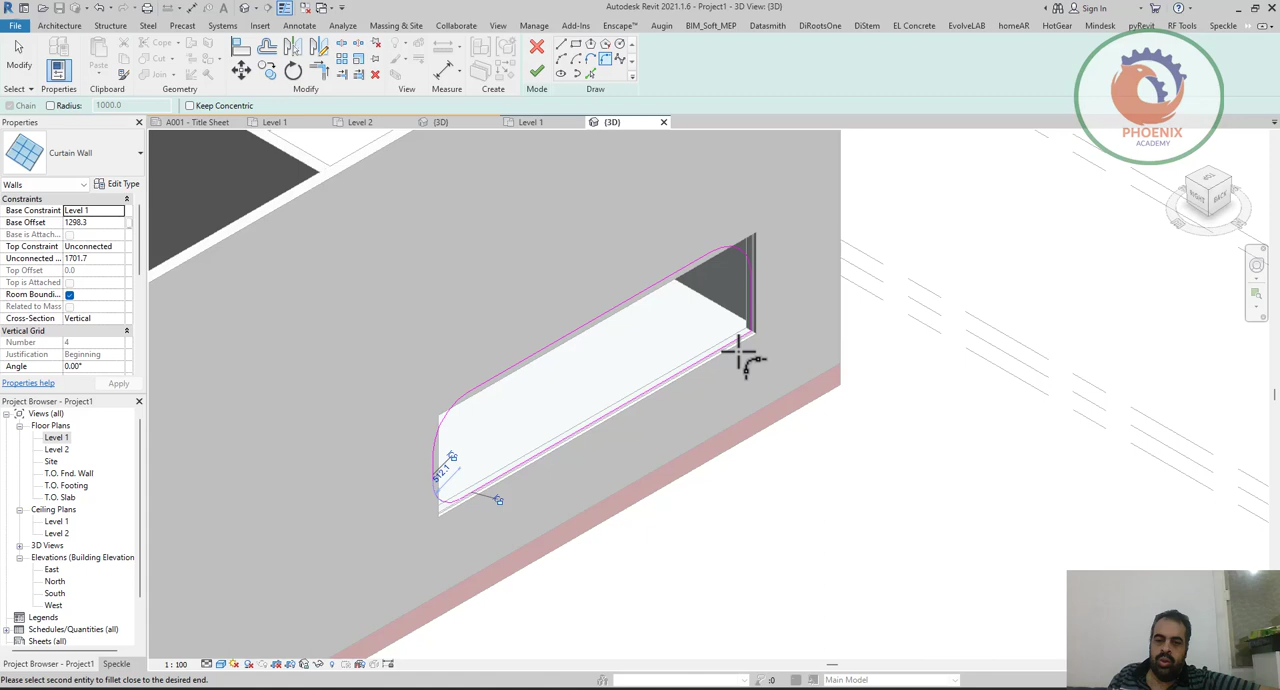 Autodesk Revit 2021.1.6 - Project1 - 3D View: {3D}
Sign In
File Architecture Structure Steel Precast Systems Insert Annotate Analyze Massing & Site Collaborate View Manage Add-Ins Enscape™ Augin BIM_Soft_MEP Datasmith DiRootsOne DiStem EL Concrete EvolveLAB homeAR HotGear Mindesk pyRevit RF Tools Speckle
Modify
Paste
Cope
Cut
Join
Select Properties Clipboard Geometry Modify View Measure Create Mode Draw
Chain Radius: 1000.0 Keep Concentric
Properties
A001 - Title Sheet Level 1 Level 2 {3D} Level 1 {3D}
Curtain Wall
Walls Edit Type
Constraints
Base Constraint Level 1
Base Offset 1298.3
Base is Attach...
Top Constraint Unconnected
Unconnected ... 1701.7
Top Offset 0.0
Top is Attached
Room Boundi...
Related to Mass
Cross-Section Vertical
Vertical Grid
Number 4
Justification Beginning
Angle 0.00°
Properties help Apply
Project Browser - Project1
Views (all)
Floor Plans
Level 1
Level 2
Site
T.O. Fnd. Wall
T.O. Footing
T.O. Slab
Ceiling Plans
Level 1
Level 2
3D Views
Elevations (Building Elevation
East
North
South
West
Legends
Schedules/Quantities (all)
Sheets (all)
Project Browser - Project1 Speckle
512.1
TOP
RIGHT
BACK
PHOENIX
ACADEMY
1 : 100
Please select second entity to fillet close to the desired end.
:0
Main Model